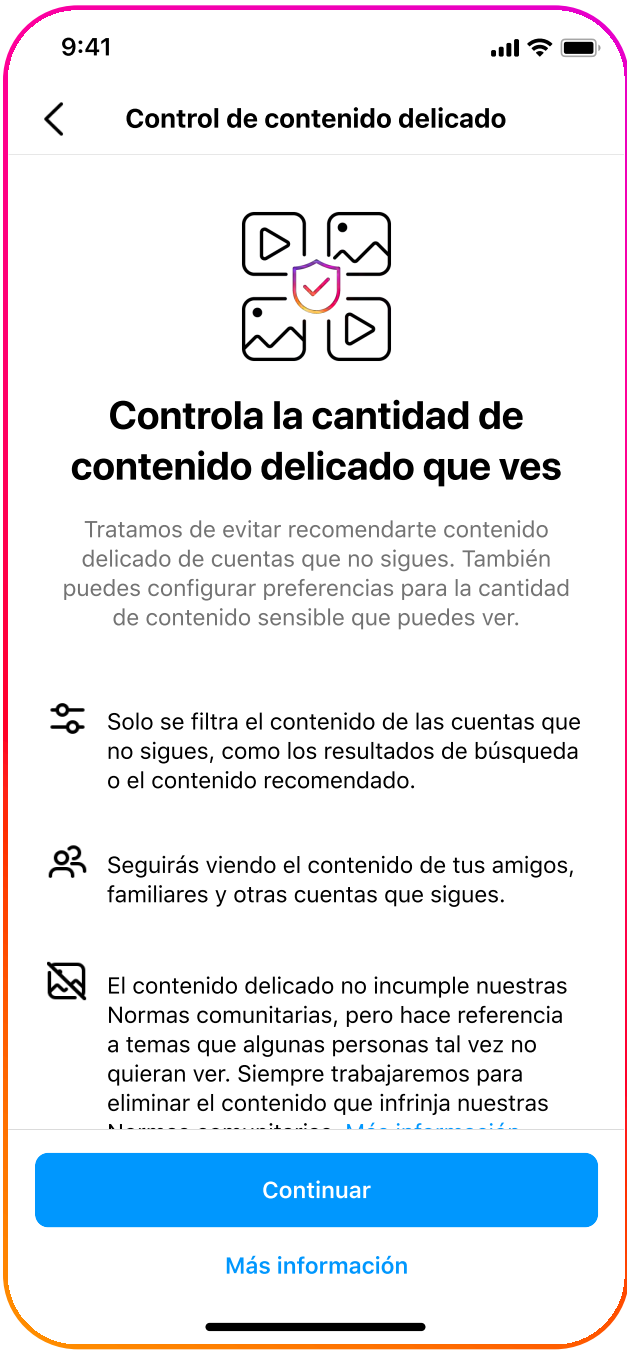 9:41
Control de contenido delicado
Controla la cantidad de
contenido delicado que ves
Tratamos de evitar recomendarte contenido
delicado de cuentas que no sigues. También
puedes configurar preferencias para la cantidad
de contenido sensible que puedes ver.
Solo se filtra el contenido de las cuentas que
no sigues, como los resultados de búsqueda
o el contenido recomendado.
Seguirás viendo el contenido de tus amigos,
familiares y otras cuentas que sigues.
El contenido delicado no incumple nuestras
Normas comunitarias, pero hace referencia
a temas que algunas personas tal vez no
quieran ver. Siempre trabajaremos para
eliminar el contenido que infrinja nuestras
Normas comunitarias. Más información
Continuar
Más información